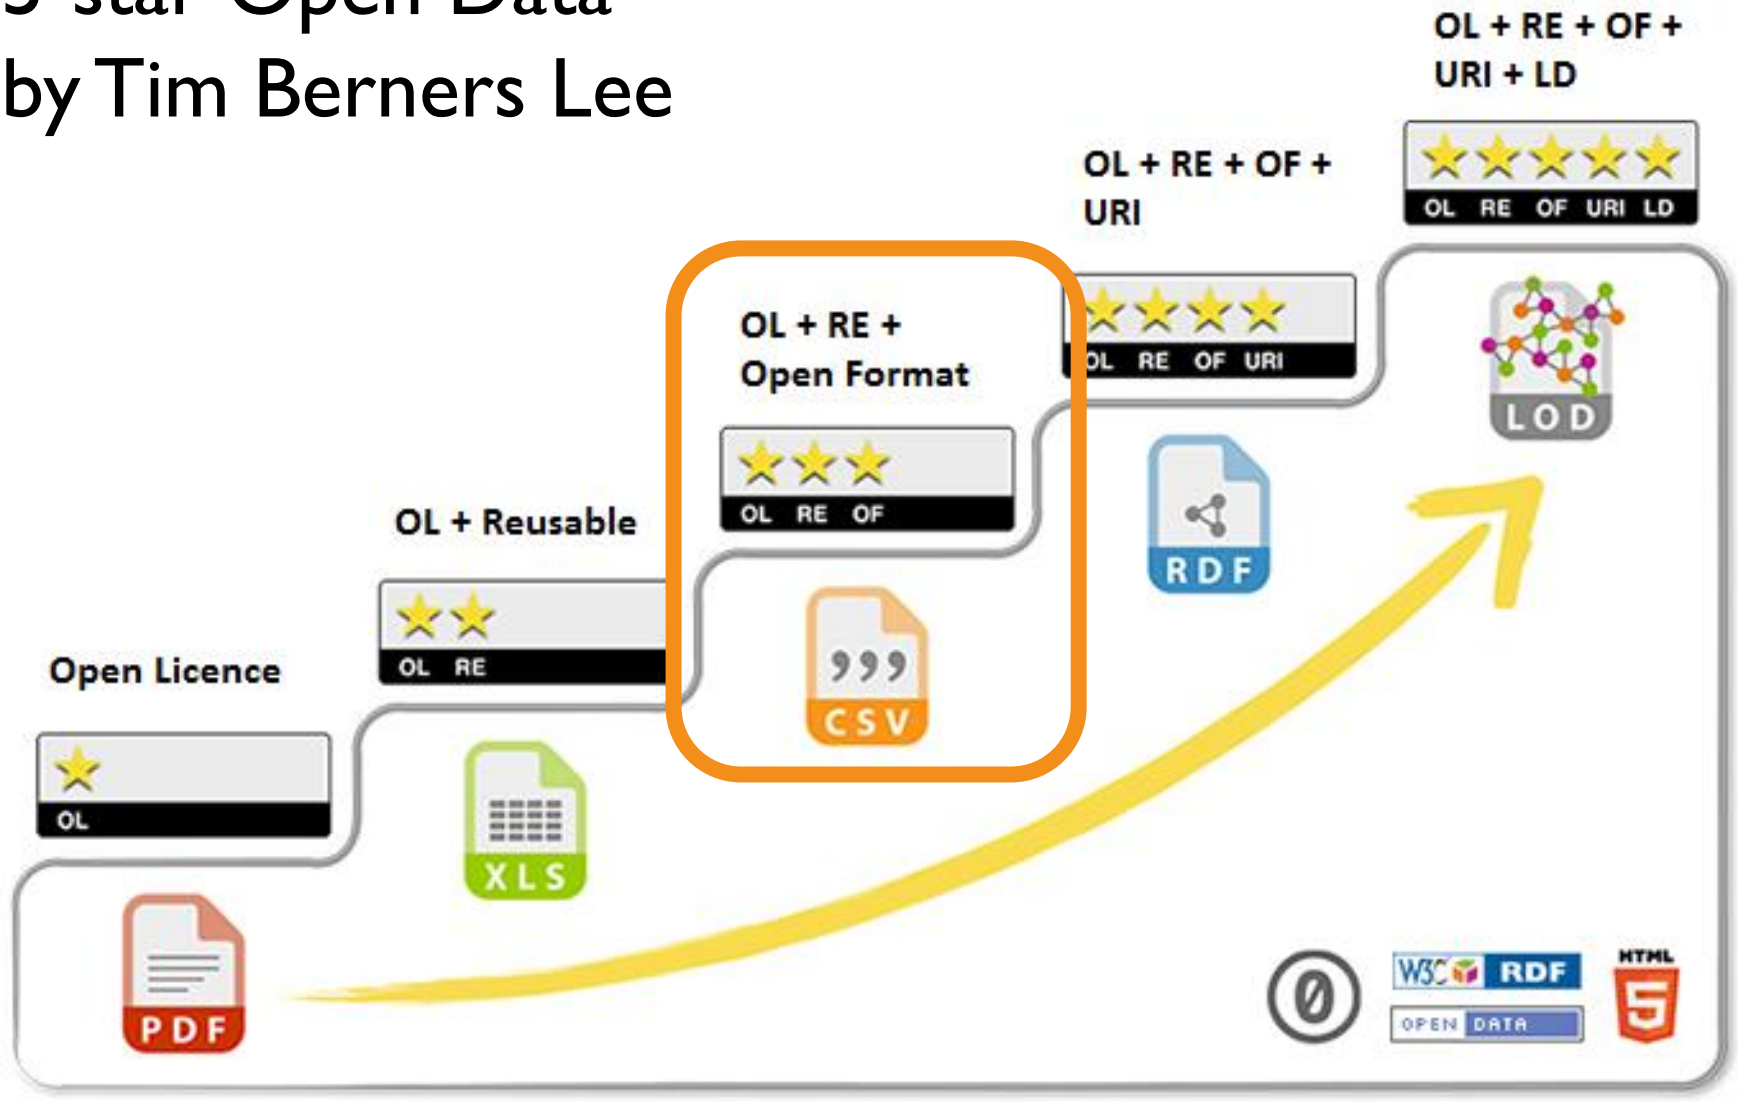 5 star Open Data
by Tim Berners Lee
OL + RE + OF +
URI + LD
OL RE OF URI LD
LOD
OL + RE + OF +
URI
OL RE OF URI
RDF
OL + RE +
Open Format
OL RE OF
,,,
CSV
OL + Reusable
OL RE
XLS
Open Licence
OL
PDF
0
W3C RDF
OPEN DATA
HTML
5